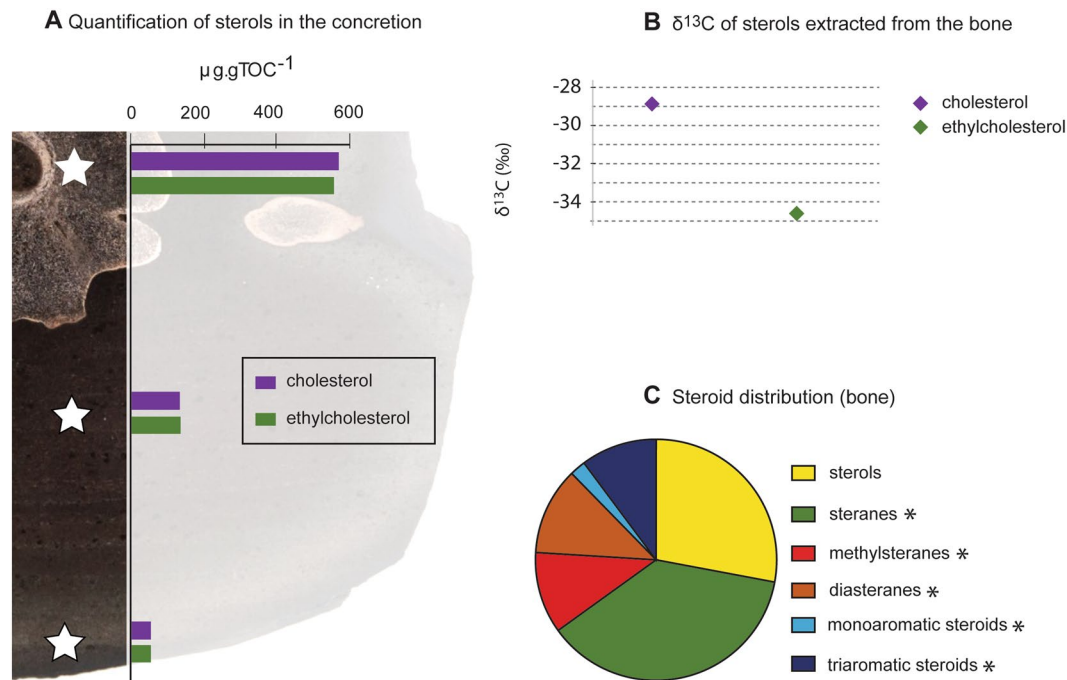 A Quantification of sterols in the concretion
µg.gTOC-1
0 200 400 600
cholesterol
ethylcholesterol
B δ13C of sterols extracted from the bone
-28
-30
-32
-34
δ13C (‰)
cholesterol
ethylcholesterol
C Steroid distribution (bone)
sterols
steranes *
methylsteranes *
diasteranes *
monoaromatic steroids *
triaromatic steroids *